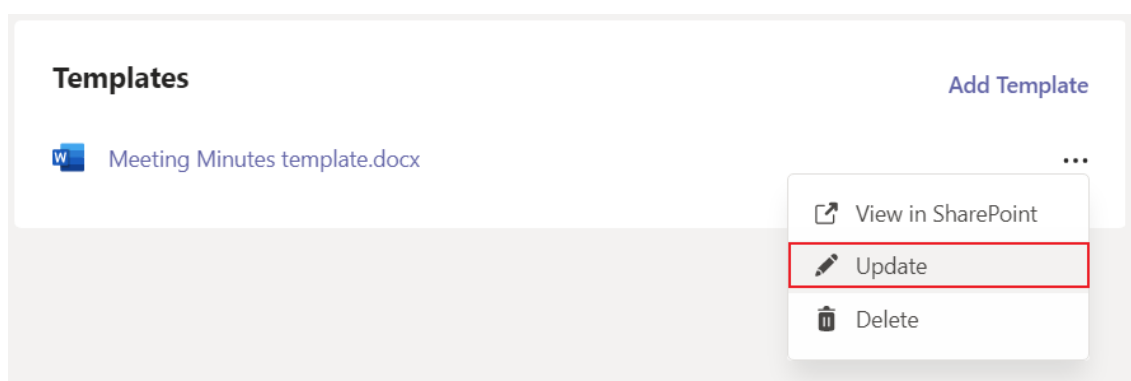 Templates
Add Template
W
Meeting Minutes template.docx
...
View in SharePoint
Update
Delete